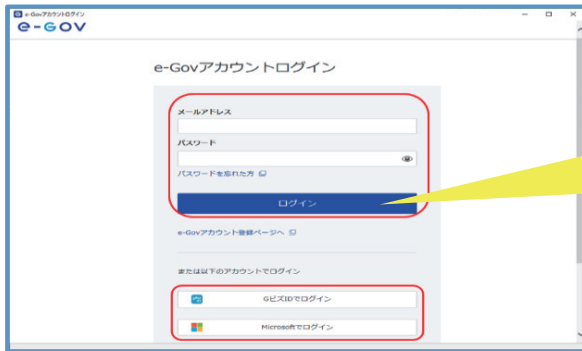 e-Govアカウントログイン
e-GOV
e-Govアカウントログイン
メールアドレス
パスワード
パスワードを忘れた方
ログイン
e-Govアカウント登録ページへ
または以下のアカウントでログイン
GビズIDでログイン
Microsoftでログイン